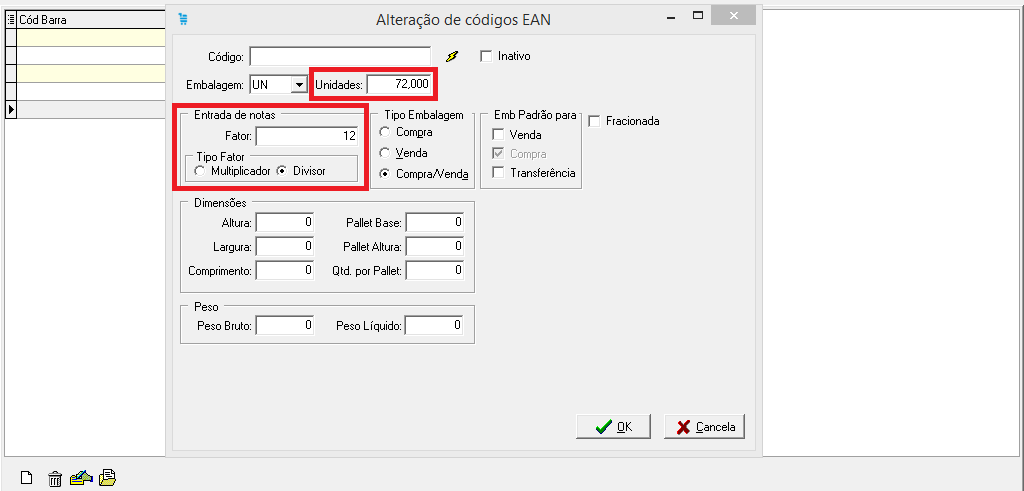 Cód Barra
Alteração de códigos EAN
Código:
Inativo
Embalagem: UN Unidades: 72,000
Entrada de notas
Fator: 12
Tipo Fator
Multiplicador Divisor
Tipo Embalagem
Compra
Venda
Compra/Venda
Emb Padrão para
Venda
Compra
Transferência
Fracionada
Dimensões
Altura: 0 Pallet Base: 0
Largura: 0 Pallet Altura: 0
Comprimento: 0 Qtd. por Pallet: 0
Peso
Peso Bruto: 0 Peso Líquido: 0
OK Cancela